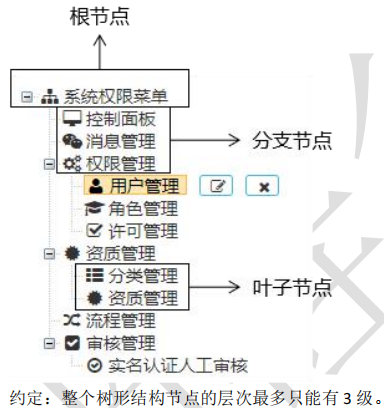 根节点
系统权限菜单
控制面板
消息管理
分支节点
权限管理
用户管理
角色管理
许可管理
资质管理
分类管理
叶子节点
资质管理
流程管理
审核管理
实名认证人工审核
约定：整个树形结构节点的层次最多只能有 3 级。